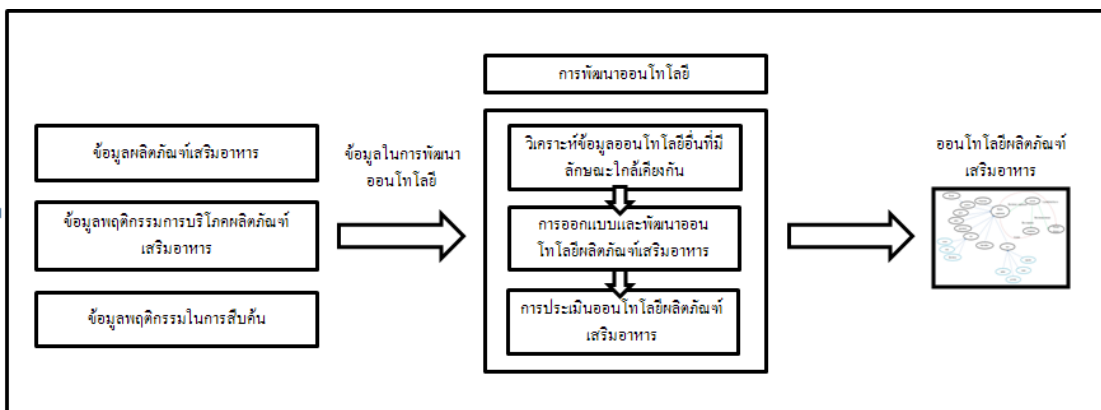 ข้อมูลผลิตภัณฑ์เสริมอาหาร
ข้อมูลพฤติกรรมการบริโภคผลิตภัณฑ์
เสริมอาหาร
ข้อมูลพฤติกรรมในการสืบค้น
ข้อมูลในการพัฒนา
ออนโทโลยี
การพัฒนาออนโทโลยี
วิเคราะห์ข้อมูลออนโทโลยีอื่นที่มี
ลักษณะใกล้เคียงกัน
การออกแบบและพัฒนาออน
โทโลยีผลิตภัณฑ์เสริมอาหาร
การประเมินออนโทโลยีผลิตภัณฑ์
เสริมอาหาร
ออนโทโลยีผลิตภัณฑ์
เสริมอาหาร